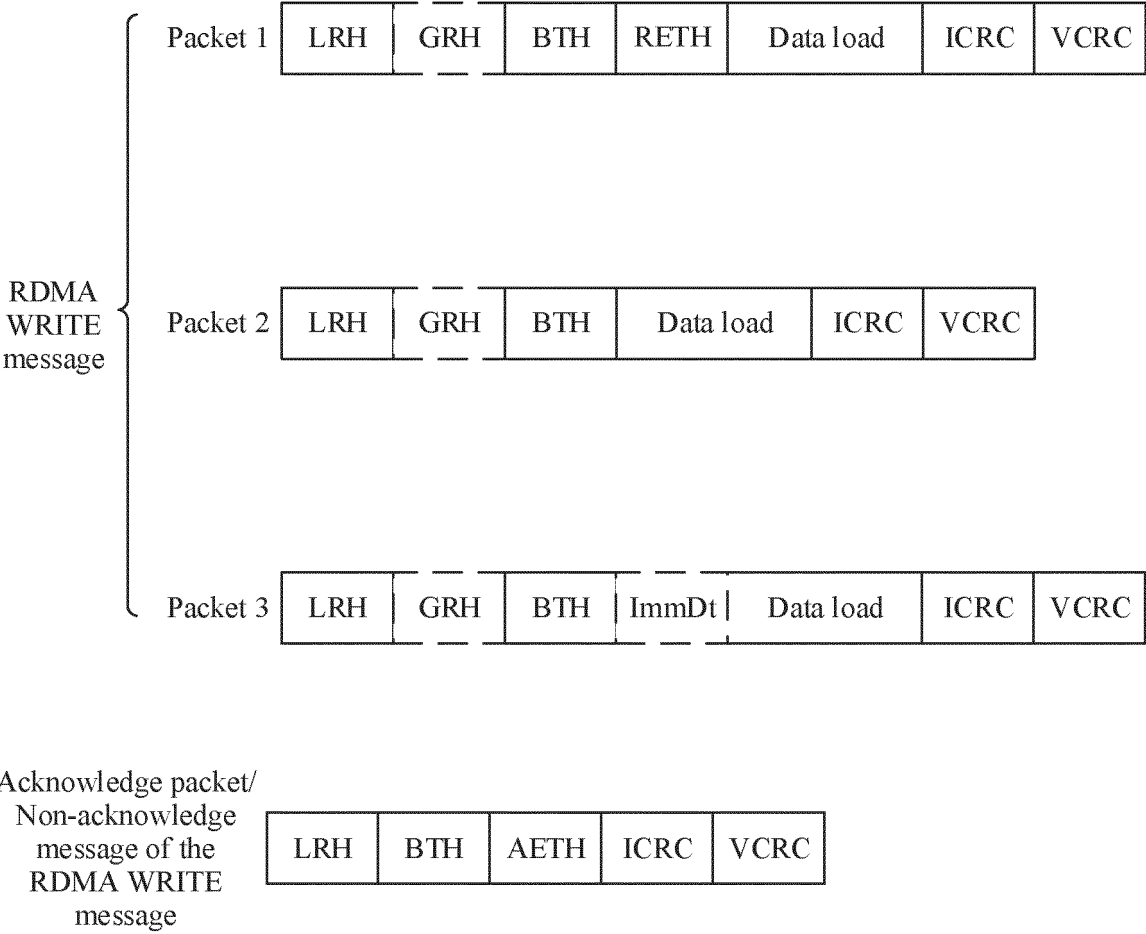 Packet 1 LRH GRH BTH RETH Data load ICRC VCRC
RDMA
WRITE
message
Packet 2 LRH GRH BTH Data load ICRC VCRC
Packet 3 LRH GRH BTH ImmDt Data load ICRC VCRC
Acknowledge packet/
Non-acknowledge
message of the
RDMA WRITE
message
LRH BTH AETH ICRC VCRC